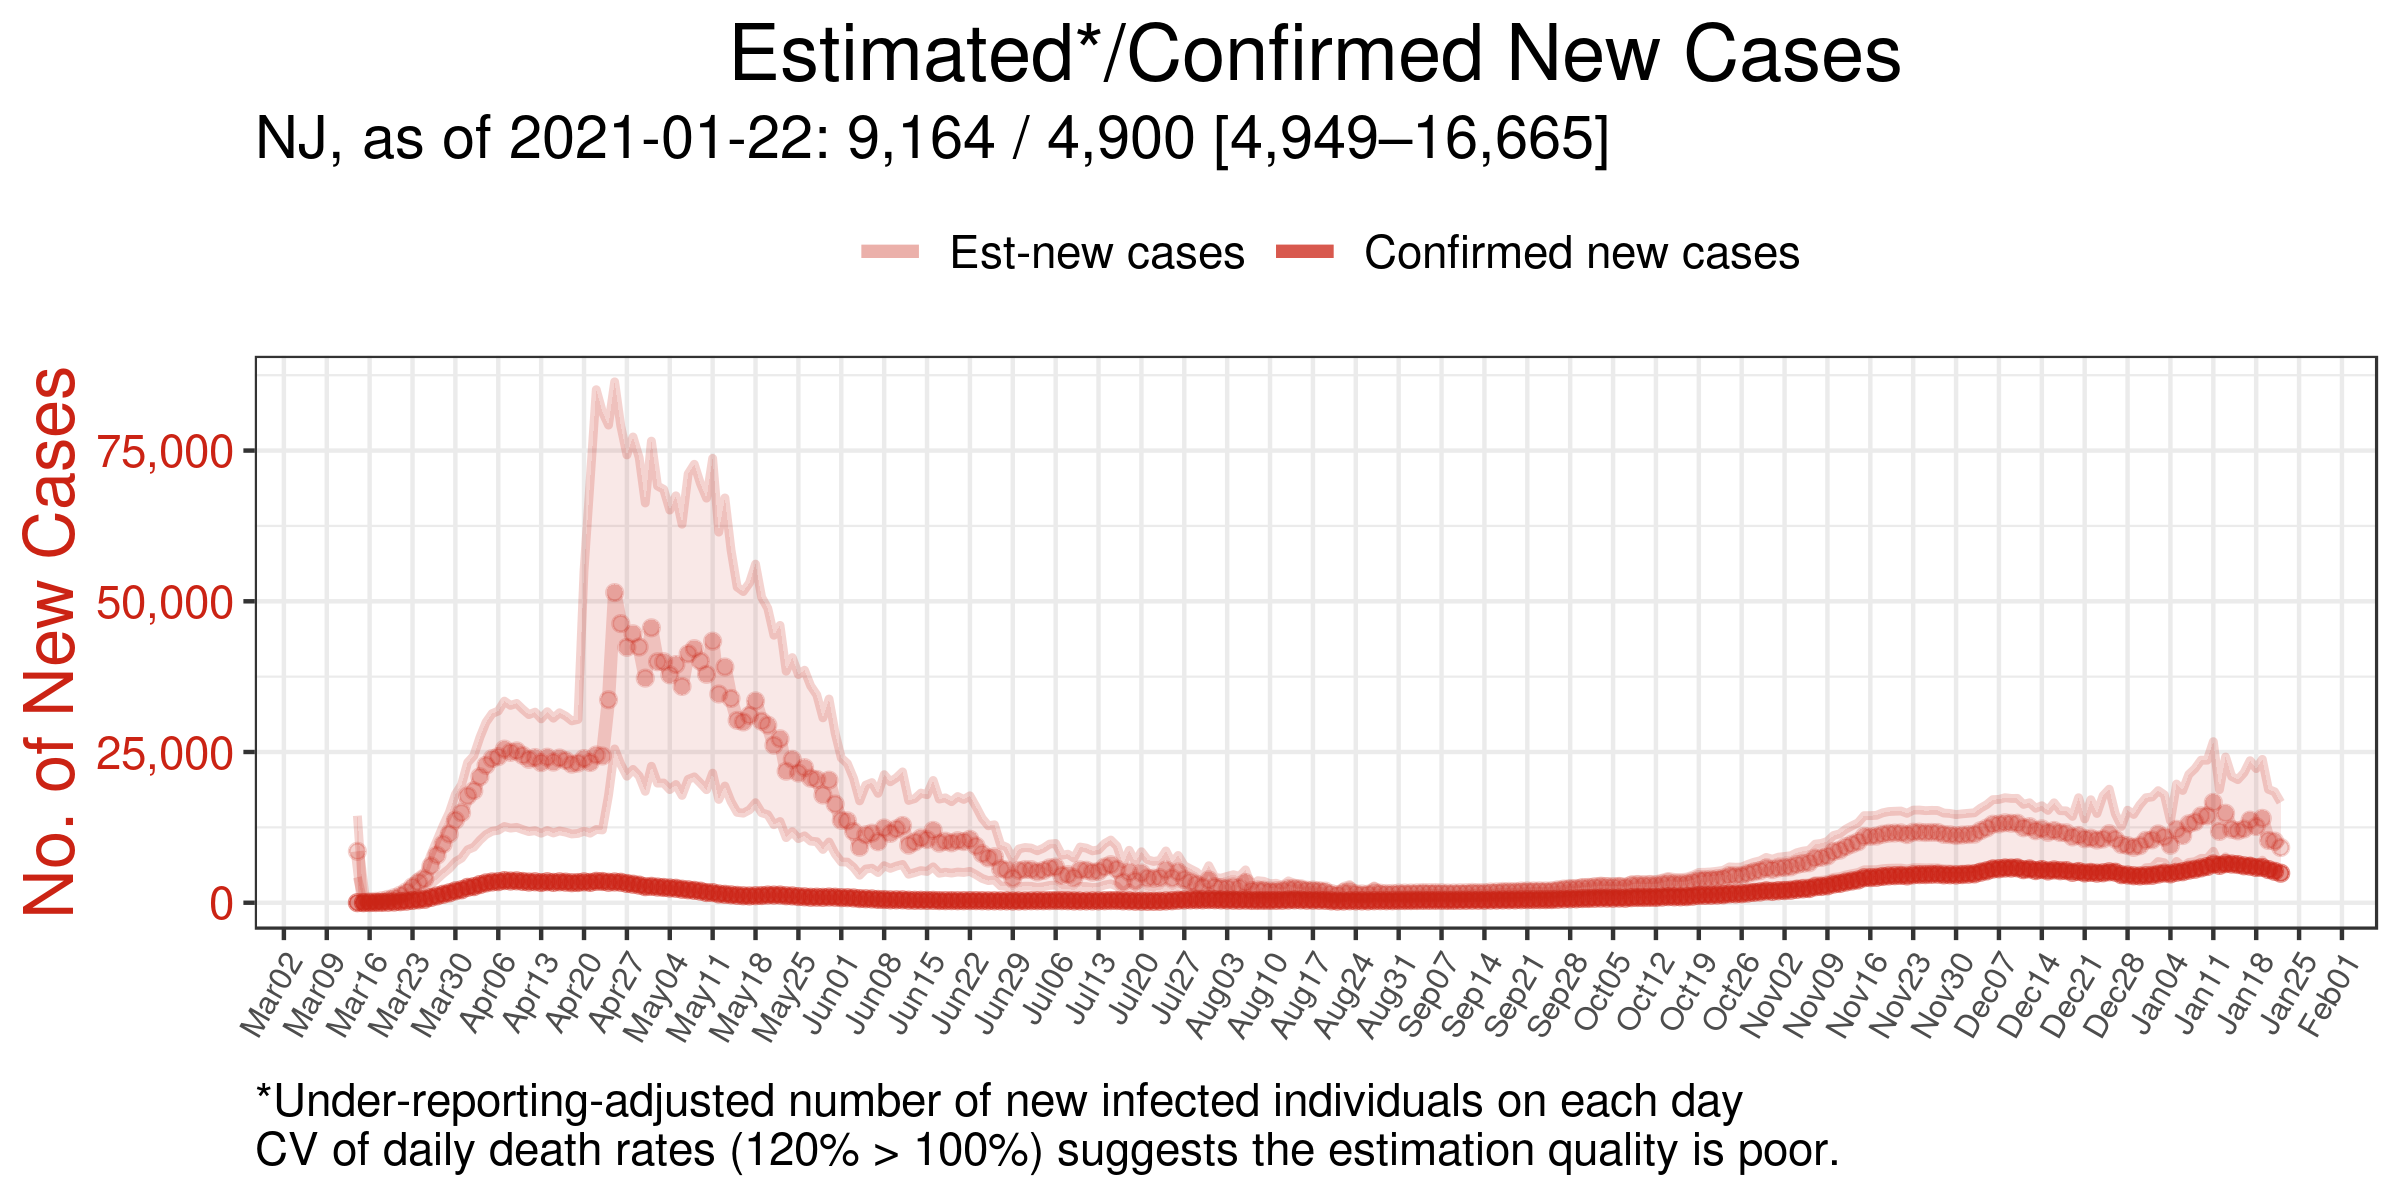 Estimated*/Confirmed New Cases
NJ, as of 2021-01-22: 9,164 / 4,900 [4,949–16,665]
Est-new cases Confirmed new cases
No. of New Cases
75,000
50,000
25,000
0
Mar02 Mar09 Mar16 Mar23 Mar30 Apr06 Apr13 Apr20 Apr27 May04 May11 May18 May25 Jun01 Jun08 Jun15 Jun22 Jun29 Jul06 Jul13 Jul20 Jul27 Aug03 Aug10 Aug17 Aug24 Aug31 Sep07 Sep14 Sep21 Sep28 Oct05 Oct12 Oct19 Oct26 Nov02 Nov09 Nov16 Nov23 Nov30 Dec07 Dec14 Dec21 Dec28 Jan04 Jan11 Jan18 Jan25 Feb01
*Under-reporting-adjusted number of new infected individuals on each day
CV of daily death rates (120% > 100%) suggests the estimation quality is poor.